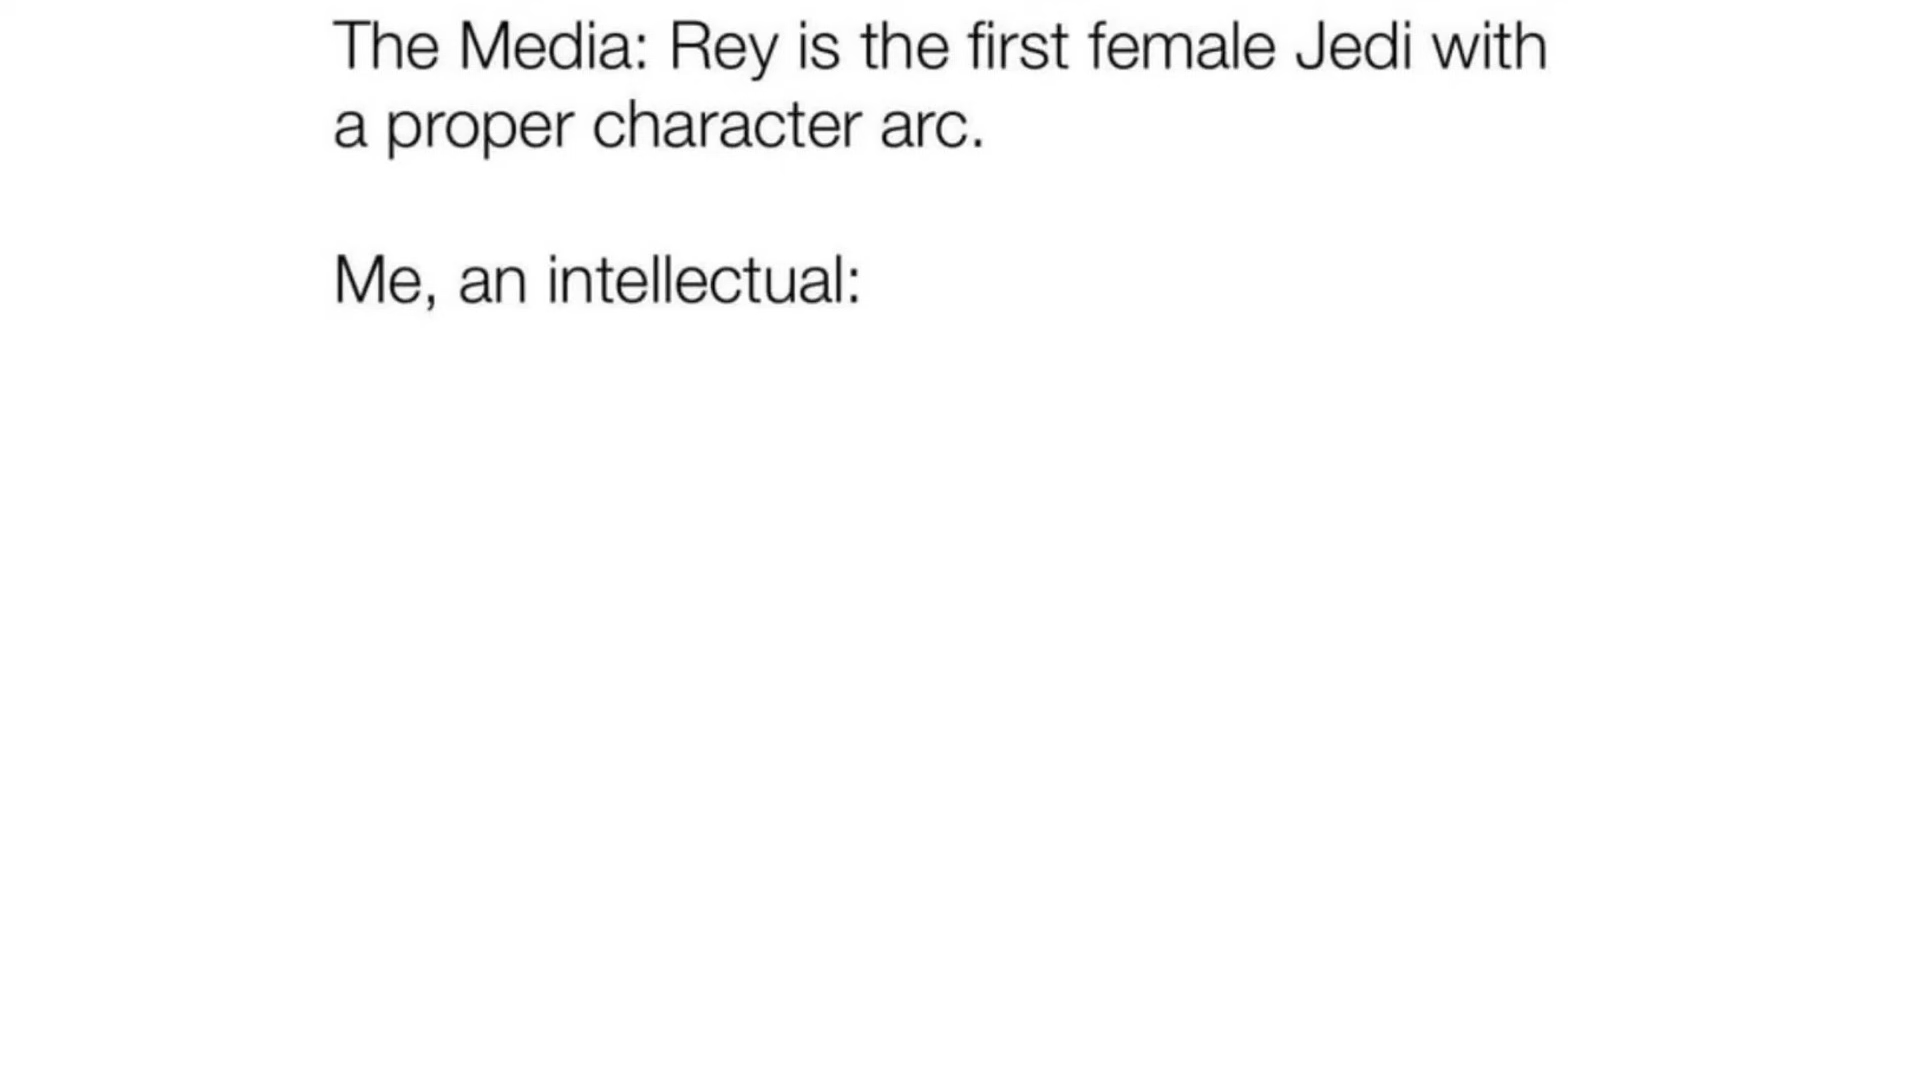 The Media: Rey is the first female Jedi with
a proper character arc.
Me, an intellectual: